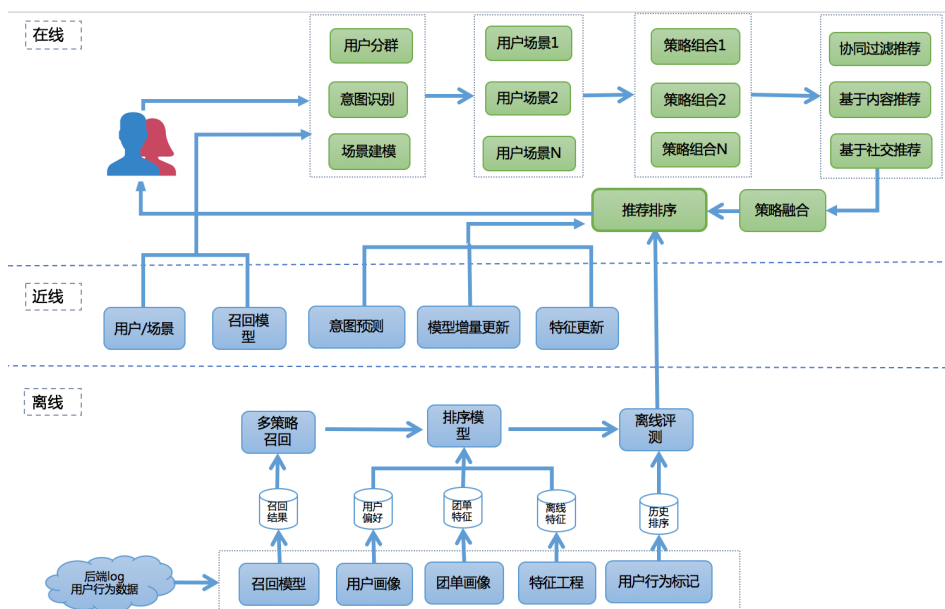 在线
用户分群
意图识别
场景建模
用户场景1
用户场景2
用户场景N
策略组合1
策略组合2
策略组合N
协同过滤推荐
基于内容推荐
基于社交推荐
推荐排序
策略融合
近线
用户/场景
召回模
型
意图预测
模型增量更新
特征更新
离线
多策略
召回
排序模
型
离线评
测
召回
结果
用户
偏好
团单
特征
离线
特征
历史
排序
后端log
用户行为数据
召回模型
用户画像
团单画像
特征工程
用户行为标记